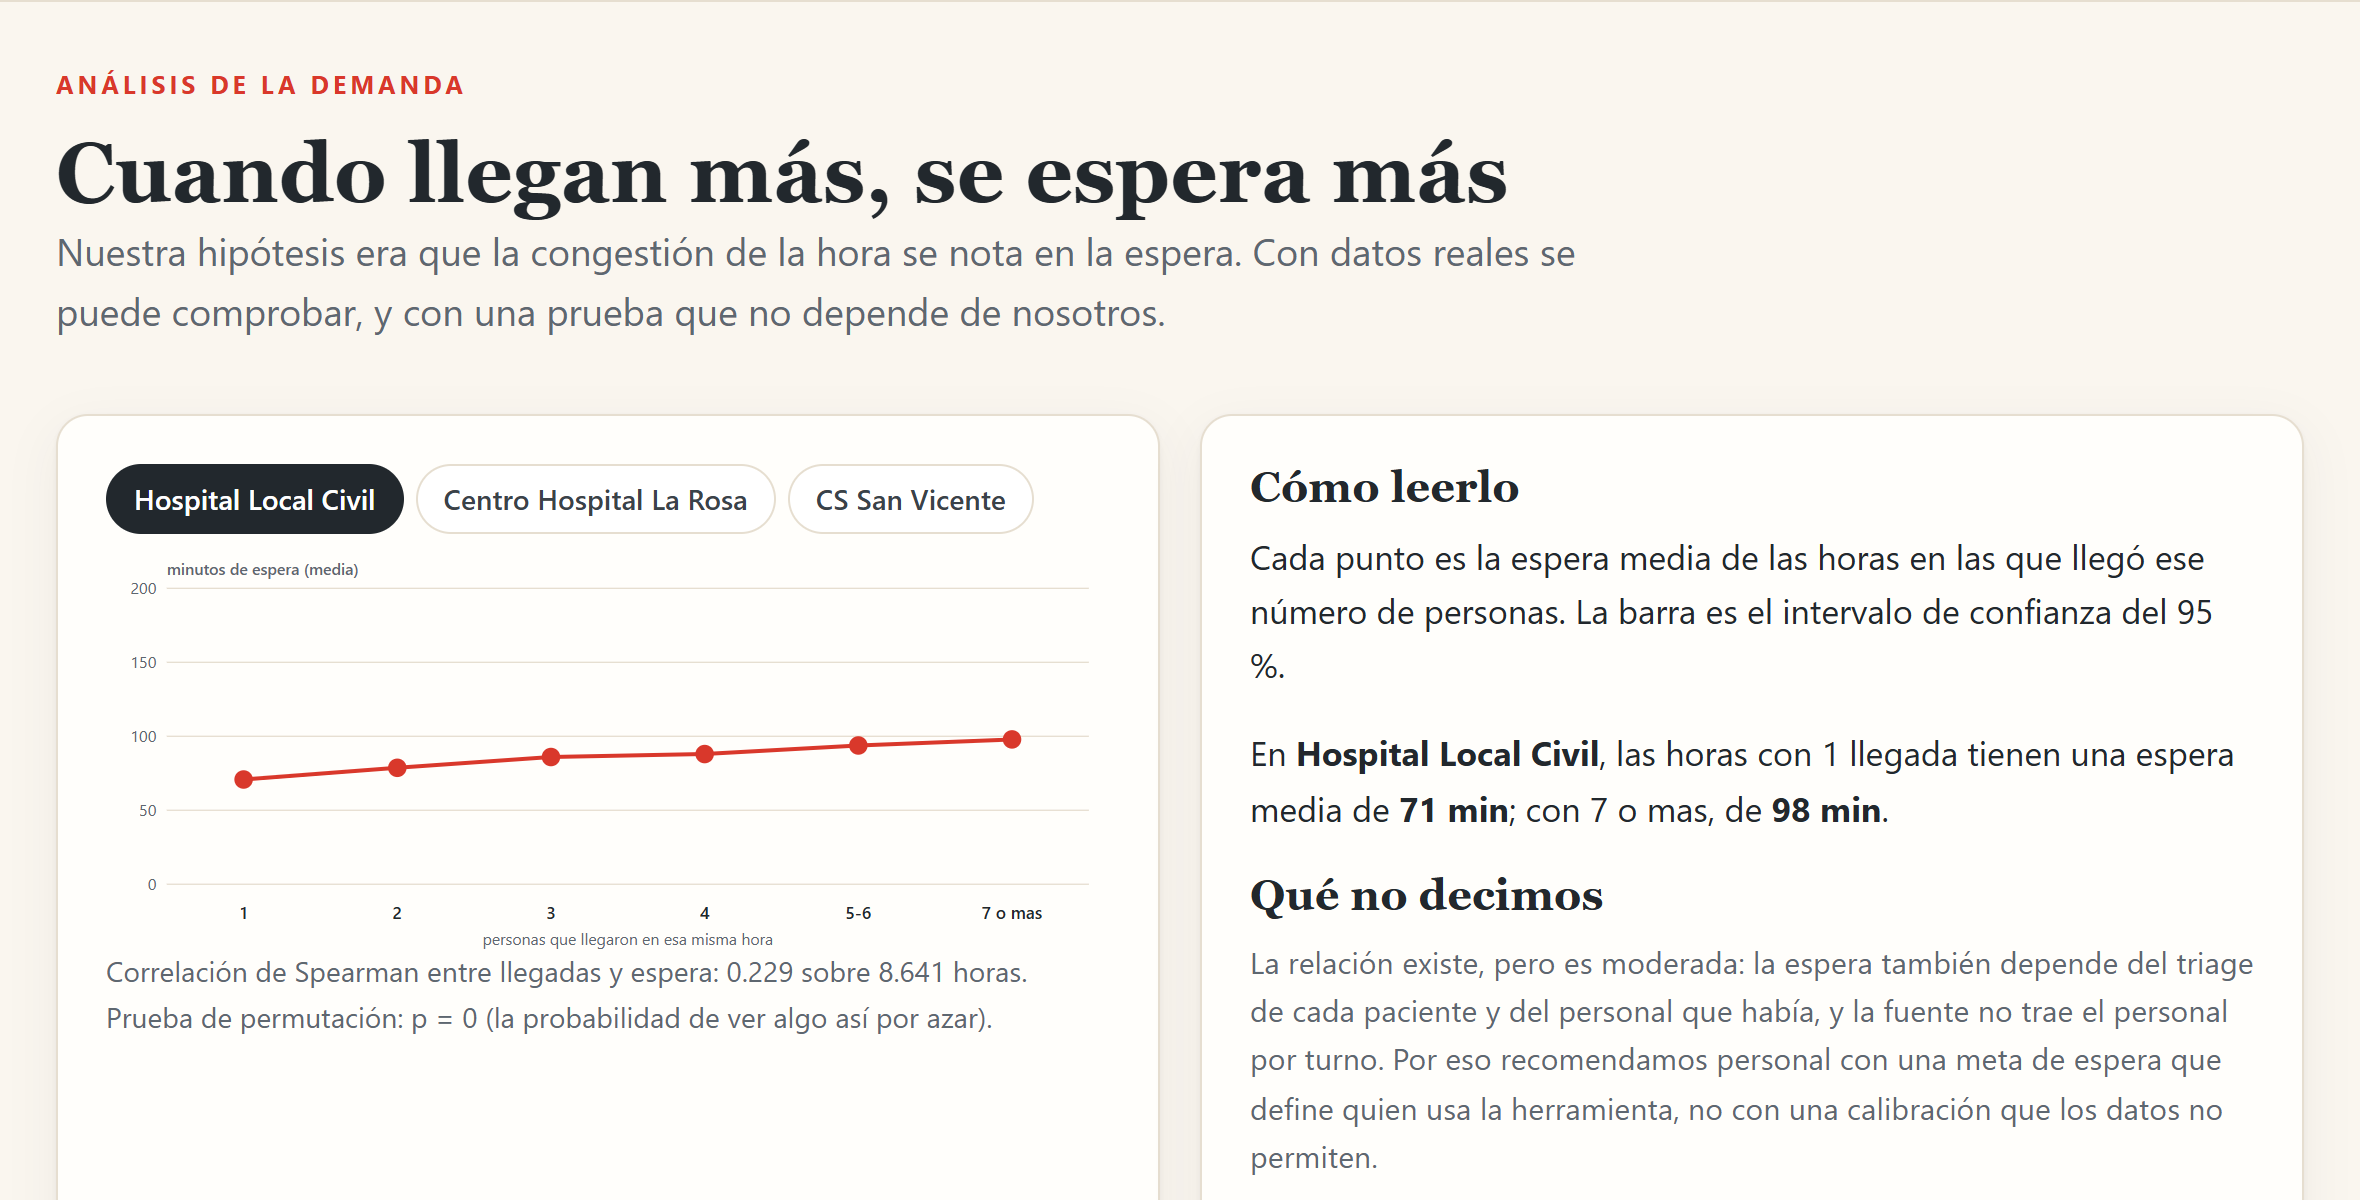 ANÁLISIS DE LA DEMANDA
Cuando llegan más, se espera más
Nuestra hipótesis era que la congestión de la hora se nota en la espera. Con datos reales se
puede comprobar, y con una prueba que no depende de nosotros.
Hospital Local Civil
Centro Hospital La Rosa
CS San Vicente
minutos de espera (media)
200
150
100
50
0
1
2
3
4
5-6
7 o mas
personas que llegaron en esa misma hora
Correlación de Spearman entre llegadas y espera: 0.229 sobre 8.641 horas.
Prueba de permutación: p = 0 (la probabilidad de ver algo así por azar).
Cómo leerlo
Cada punto es la espera media de las horas en las que llegó ese
número de personas. La barra es el intervalo de confianza del 95
%.
En Hospital Local Civil, las horas con 1 llegada tienen una espera
media de 71 min; con 7 o mas, de 98 min.
Qué no decimos
La relación existe, pero es moderada: la espera también depende del triage
de cada paciente y del personal que había, y la fuente no trae el personal
por turno. Por eso recomendamos personal con una meta de espera que
define quien usa la herramienta, no con una calibración que los datos no
permiten.